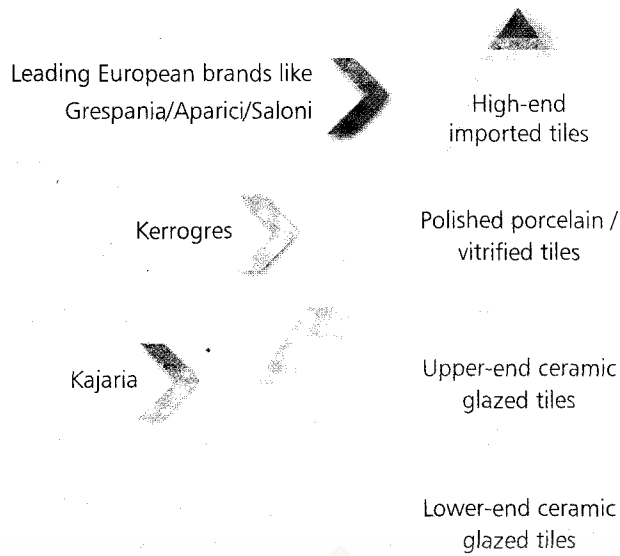 Leading European brands like
Grespania/Aparici/Saloni
High-end
imported tiles
Kerrogres
Polished porcelain /
vitrified tiles
Kajaria
Upper-end ceramic
glazed tiles
Lower-end ceramic
glazed tiles